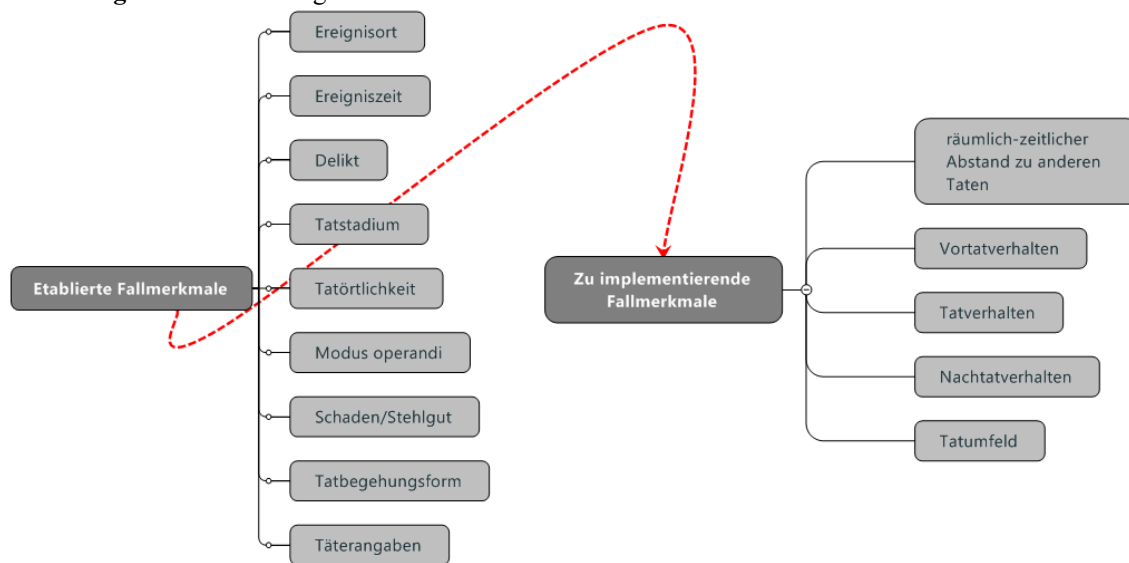 Ereignisort
Ereigniszeit
Delikt
Tatstadium
Etablierte Fallmerkmale
Tatörtlichkeit
Modus operandi
Schaden/Stehlgut
Tatbegehungsform
Täterangaben
Zu implementierende
Fallmerkmale
räumlich-zeitlicher
Abstand zu anderen
Taten
Vortatverhalten
Tatverhalten
Nachtatverhalten
Tatumfeld